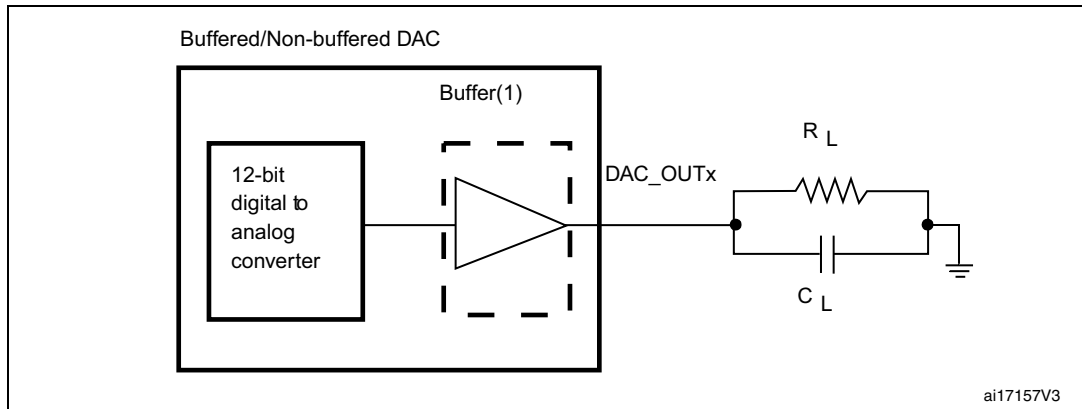 Buffered/Non-buffered DAC
Buffer(1)
12-bit
digital to
analog
converter
DAC_OUTx
R L
C L
ai17157V3